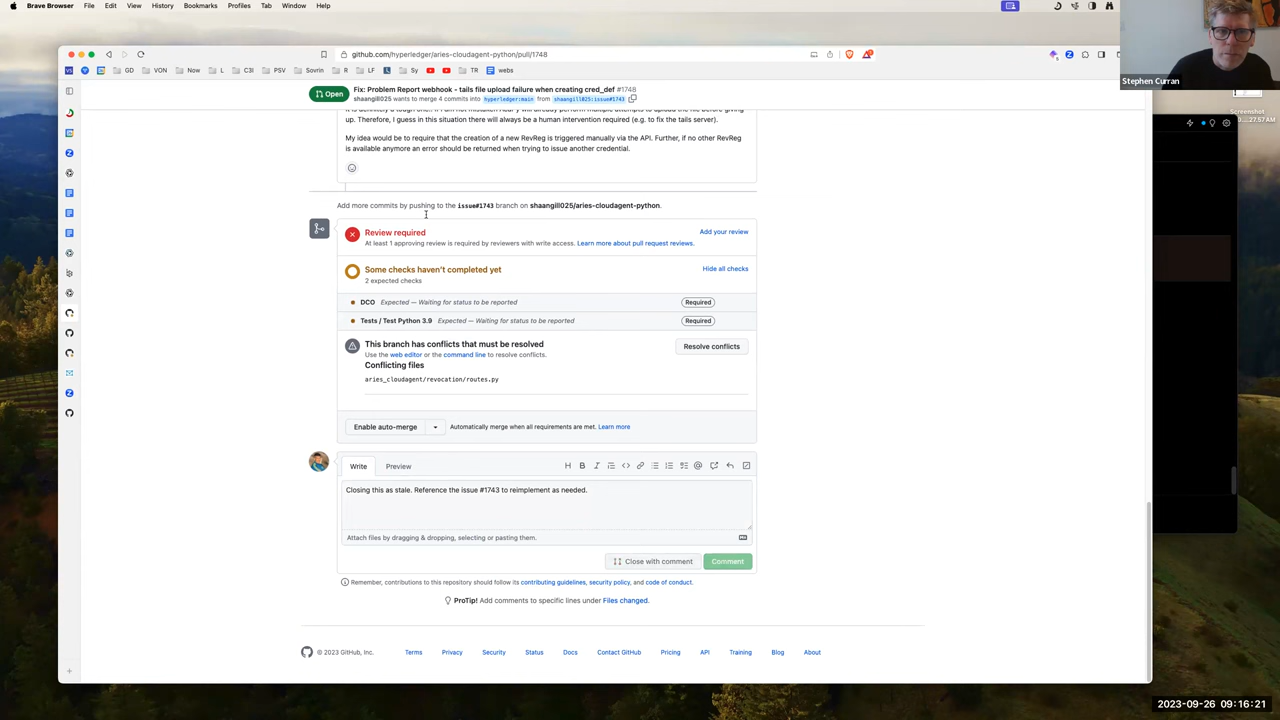 Brave Browser File Edit View History Bookmarks Profiles Tab Window Help
github.com/hyperledger/aries-cloudagent-python/pull/1748
GD VON Now L C3I PSV Sovrin R LF Sy TR webs
Stephen Curran
Screenshot
...27.57 AM
Open
Fix: Problem Report webhook - tails file upload failure when creating cred_def #1748
shaangill025 wants to merge 4 commits into hyperledger:main from shaangill025:issue#1743
up. Therefore, I guess in this situation there will always be a human intervention required (e.g. to fix the tails server).
My idea would be to require that the creation of a new RevReg is triggered manually via the API. Further, if no other RevReg
is available anymore an error should be returned when trying to issue another credential.
Add more commits by pushing to the issue#1743 branch on shaangill025/aries-cloudagent-python.
Review required
Add your review
At least 1 approving review is required by reviewers with write access. Learn more about pull request reviews.
Some checks haven't completed yet
Hide all checks
2 expected checks
DCO Expected — Waiting for status to be reported Required
Tests / Test Python 3.9 Expected — Waiting for status to be reported Required
This branch has conflicts that must be resolved
Resolve conflicts
Use the web editor or the command line to resolve conflicts.
Conflicting files
aries_cloudagent/revocation/routes.py
Enable auto-merge
Automatically merge when all requirements are met. Learn more
Write Preview
Closing this as stale. Reference the issue #1743 to reimplement as needed.
Attach files by dragging & dropping, selecting or pasting them.
Close with comment Comment
Remember, contributions to this repository should follow its contributing guidelines, security policy, and code of conduct.
ProTip! Add comments to specific lines under Files changed.
© 2023 GitHub, Inc. Terms Privacy Security Status Docs Contact GitHub Pricing API Training Blog About
2023-09-26 09:16:21